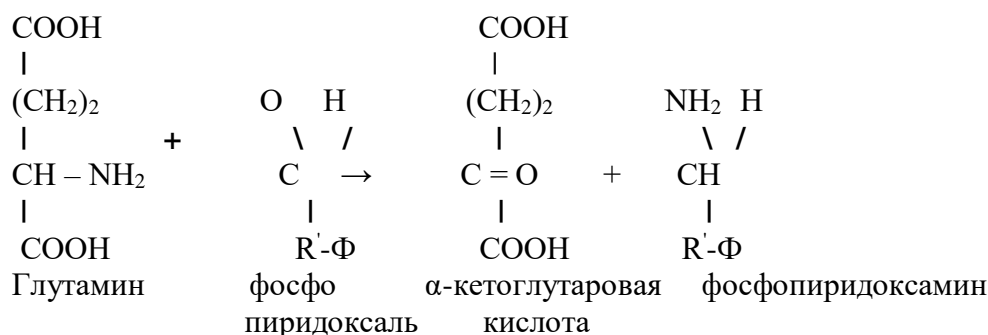 COOH COOH
| |
(CH₂)₂ O H (CH₂)₂ NH₂ H
| + \ / | \ /
CH – NH₂ C → C = O + CH
| | | |
COOH R'-Ф COOH R'-Ф
Глутамин фосфо α-кетоглутаровая фосфопиридоксамин
пиридоксаль кислота